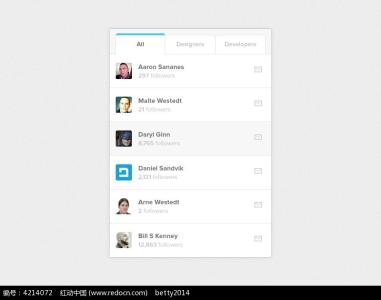 All
Designers
Developers
Aaron Sananes
297 followers
Malte Westedt
21 followers
Daryl Ginn
8,765 followers
Daniel Sandvik
2,131 followers
Arne Westedt
2 followers
Bill S Kenney
12,863 followers
编号：4214072 红动中国 (www.redocn.com) betty2014